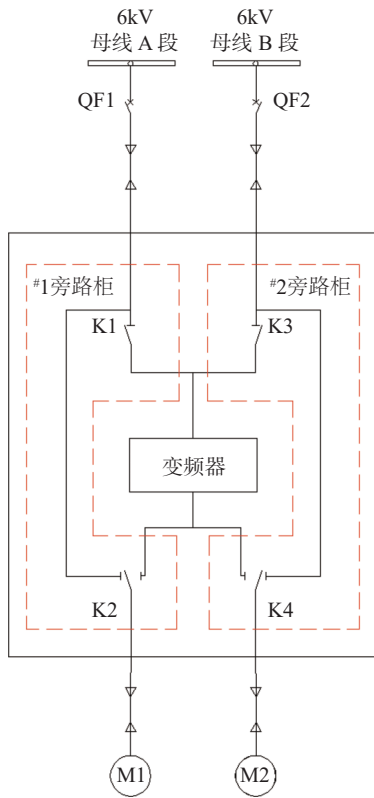 6kV 6kV
母线 A 段 母线 B 段
QF1 QF2
#1旁路柜 #2旁路柜
K1 K3
变频器
K2 K4
M1 M2